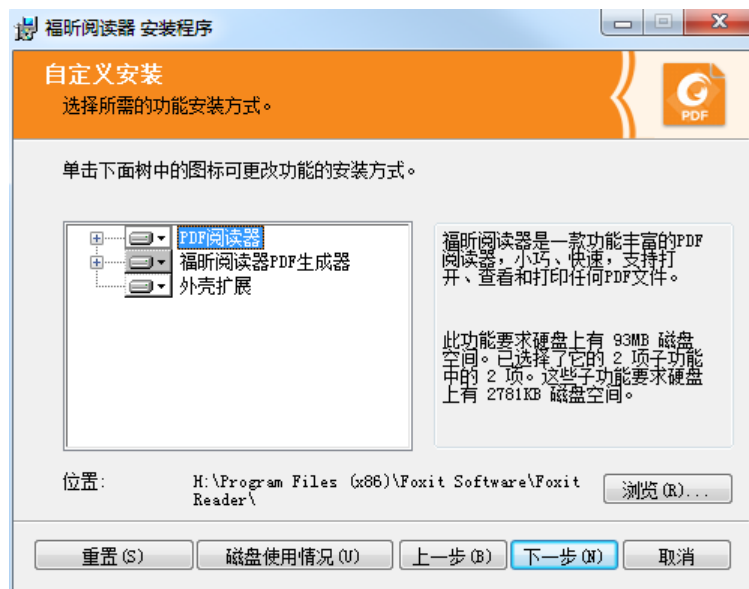 福昕阅读器 安装程序
自定义安装
选择所需的功能安装方式。
PDF
单击下面树中的图标可更改功能的安装方式。
PDF阅读器
福昕阅读器PDF生成器
外壳扩展
福昕阅读器是一款功能丰富的PDF
阅读器，小巧、快速，支持打
开、查看和打印任何PDF文件。
此功能要求硬盘上有 93MB 磁盘
空间。已选择了它的 2 项子功能
中的 2 项。这些子功能要求硬盘
上有 2781KB 磁盘空间。
位置:
H:\Program Files (x86)\Foxit Software\Foxit
Reader\
浏览(R)...
重置(S)
磁盘使用情况(U)
上一步(B)
下一步(N)
取消